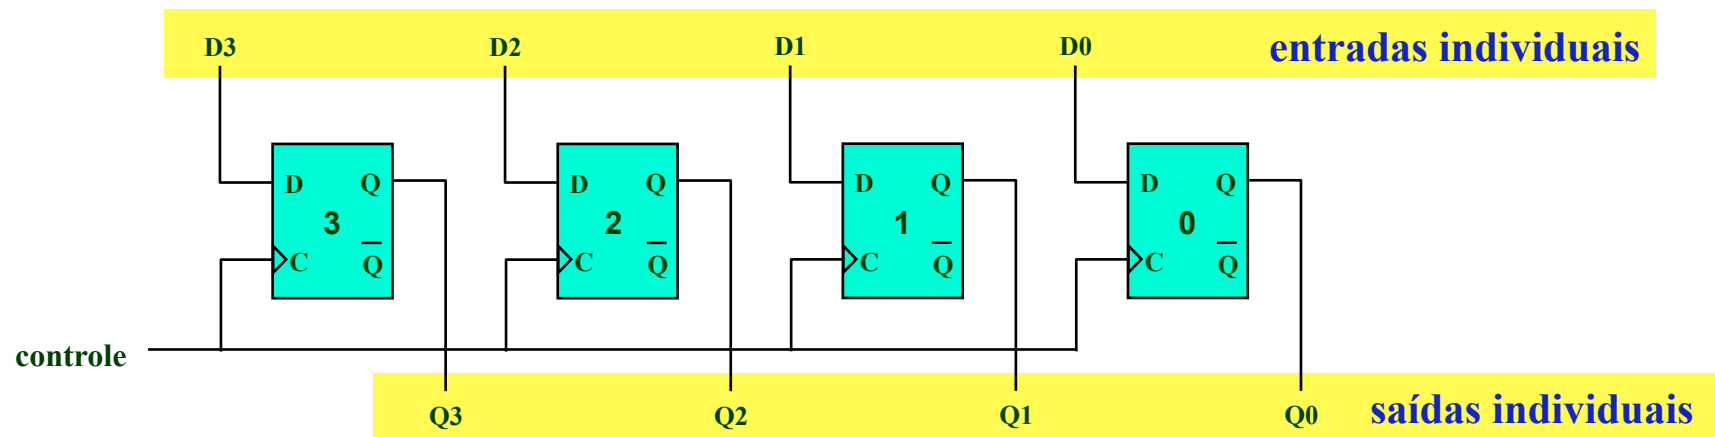 D3 D2 D1 D0 entradas individuais
D Q D Q D Q D Q
3 2 1 0
C Q̅ C Q̅ C Q̅ C Q̅
controle
Q3 Q2 Q1 Q0 saídas individuais